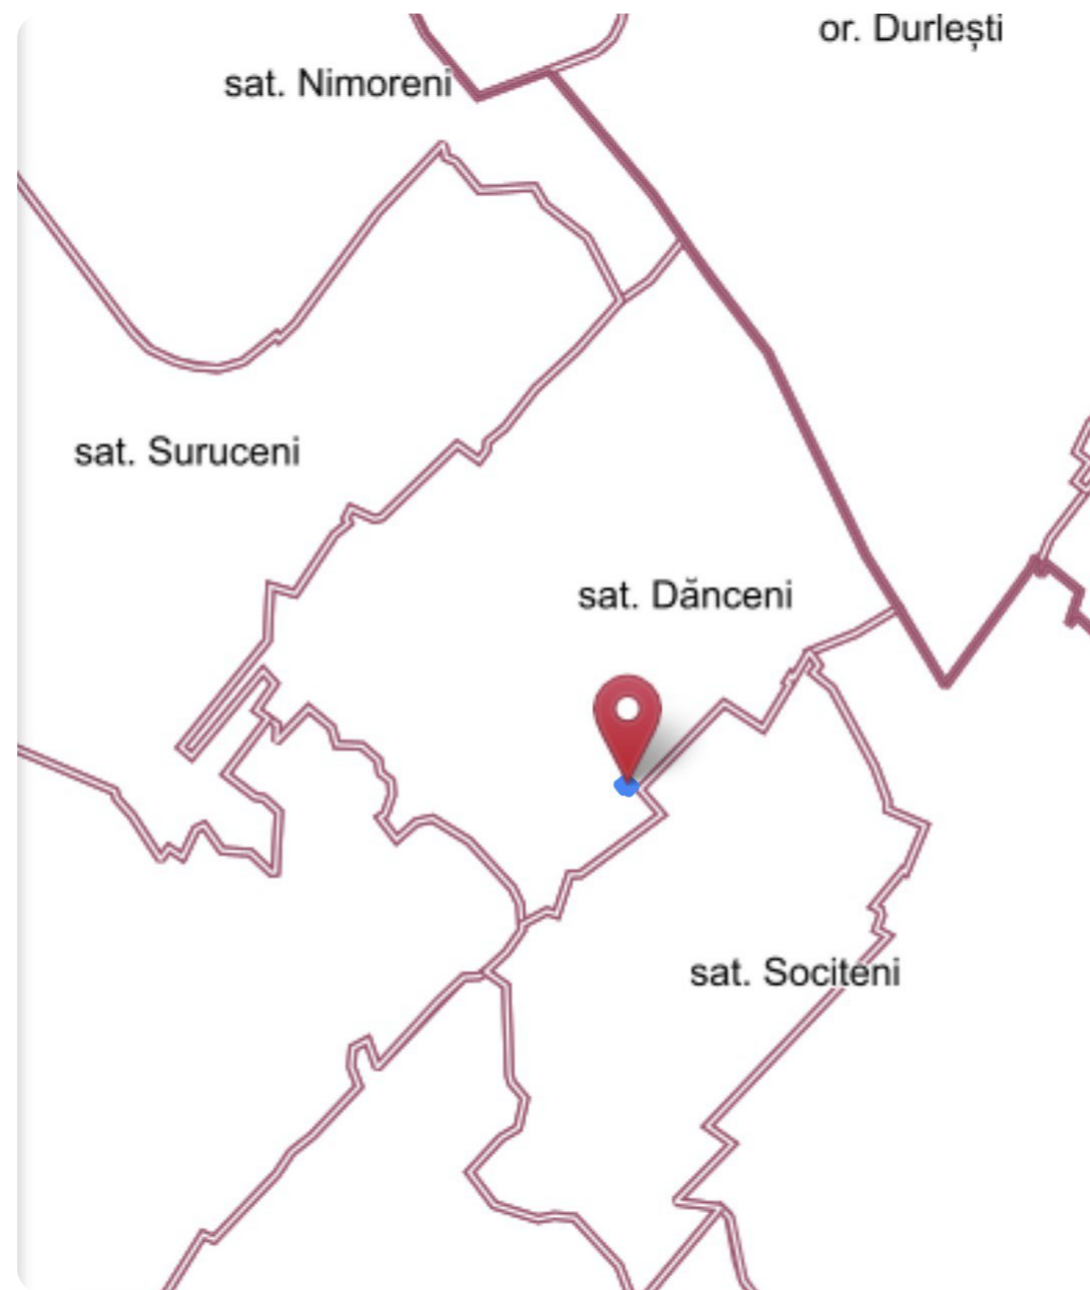 or. Durlești
sat. Nimoreni
sat. Suruceni
sat. Dănceni
sat. Sociteni